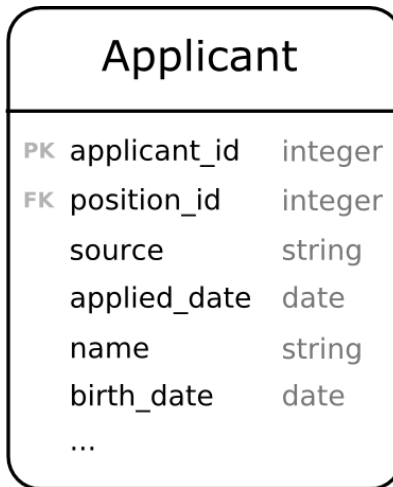 Applicant
PK applicant_id integer
FK position_id integer
source string
applied_date date
name string
birth_date date
...